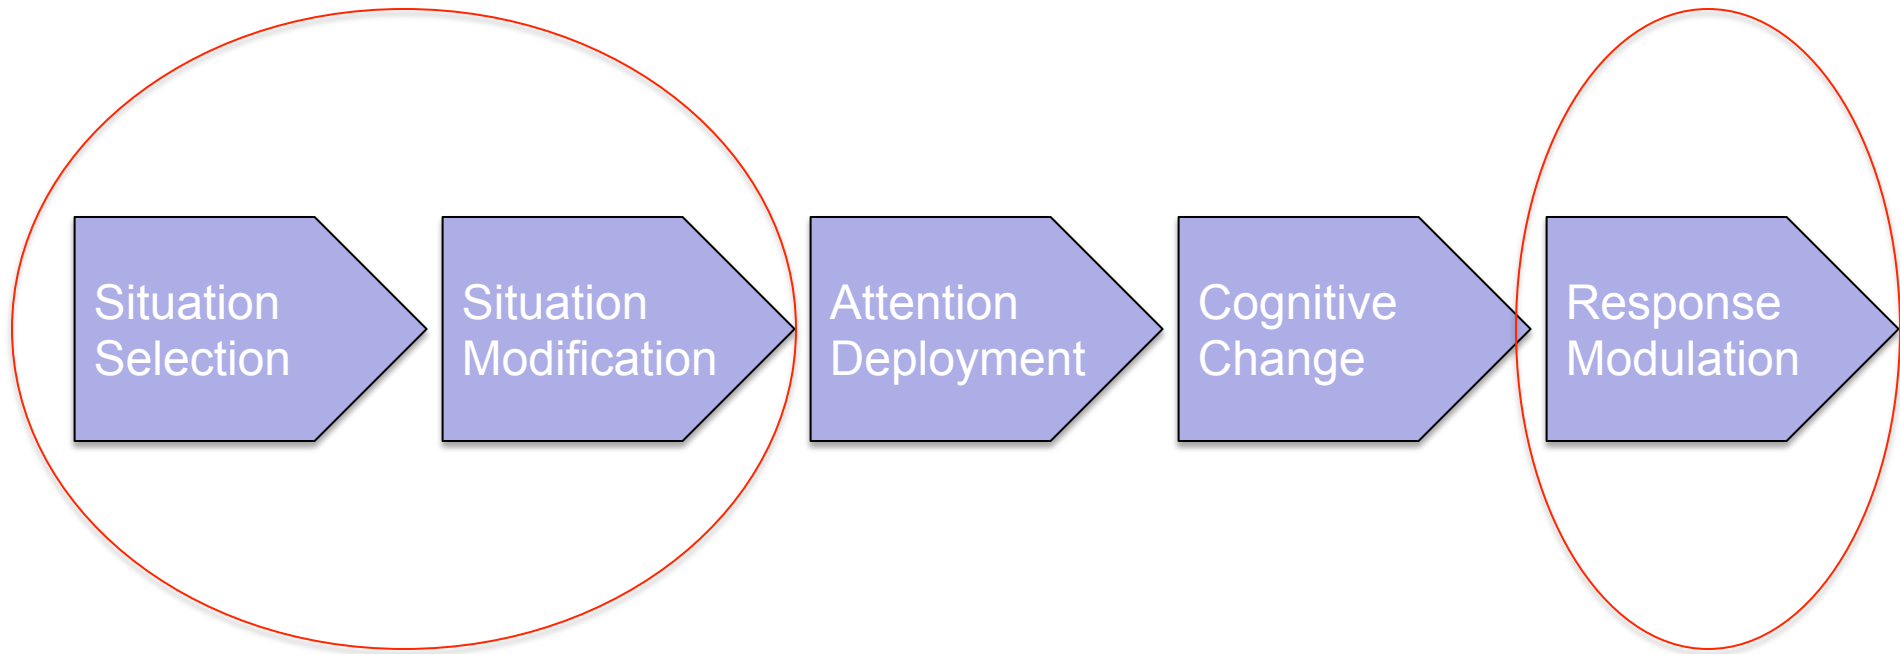 Situation
Selection
Situation
Modification
Attention
Deployment
Cognitive
Change
Response
Modulation